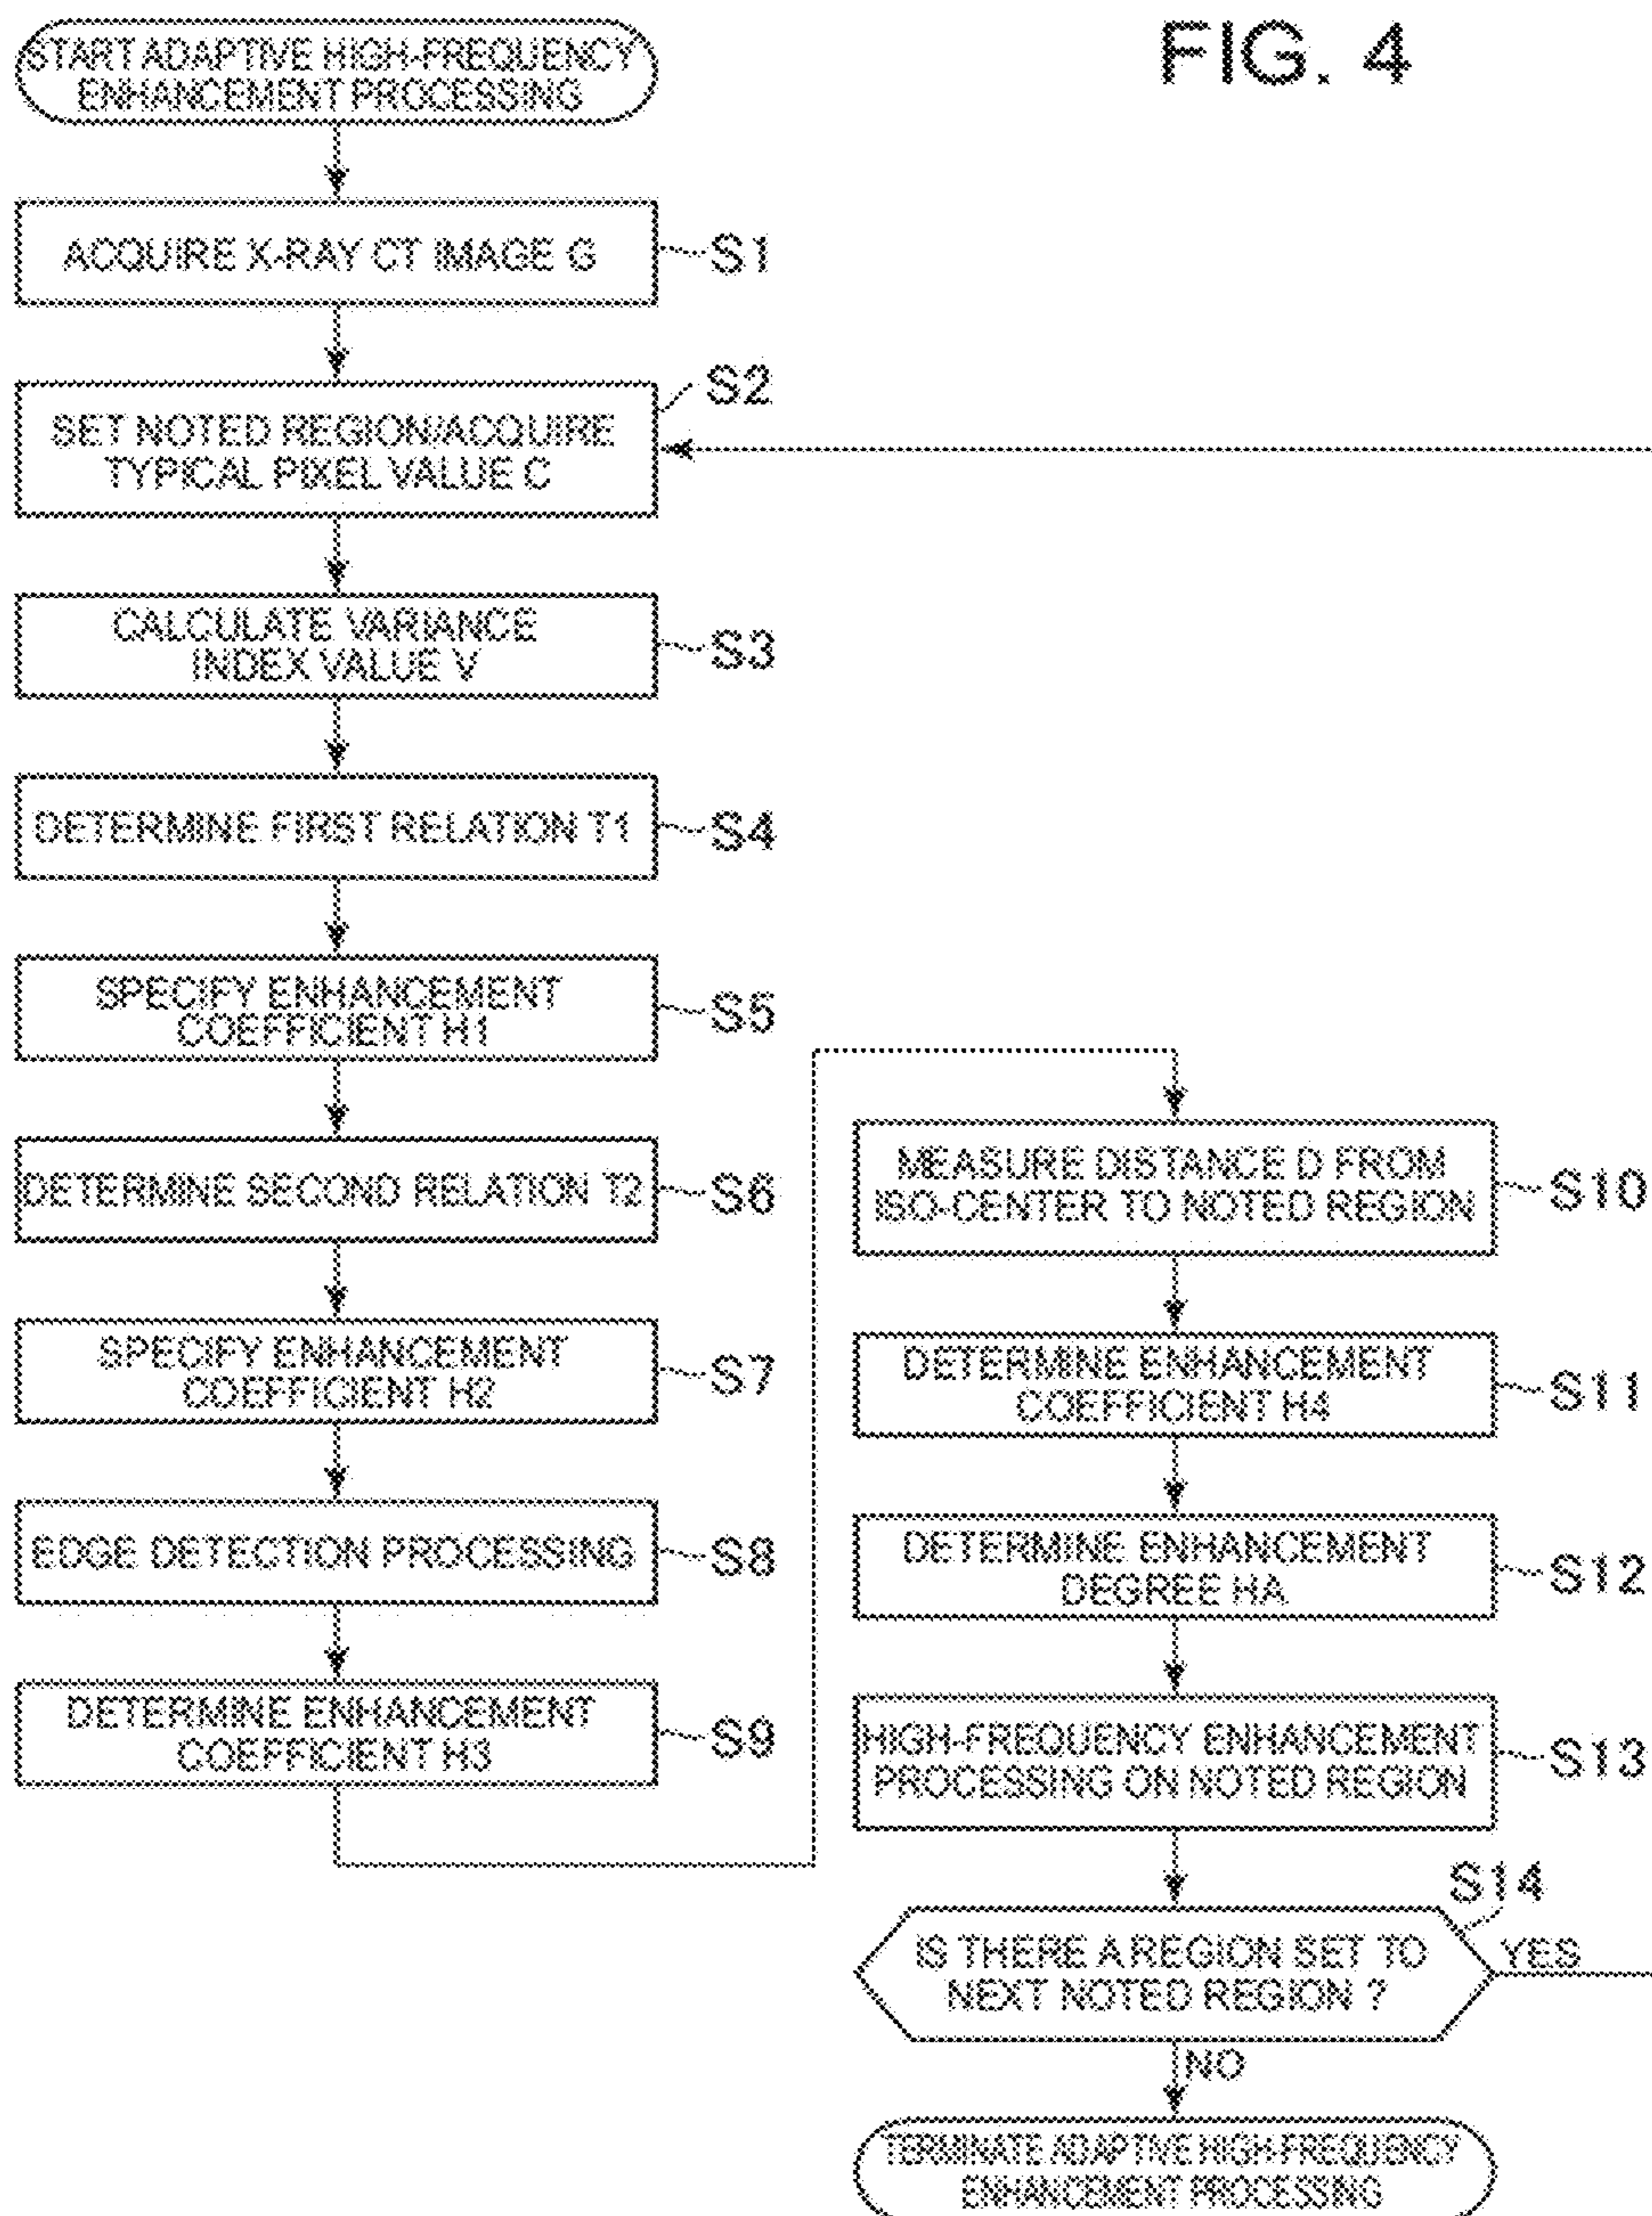 FIG. 4
START ADAPTIVE HIGH-FREQUENCY
ENHANCEMENT PROCESSING
ACQUIRE X-RAY CT IMAGE G
S1
SET NOTED REGION/ACQUIRE
TYPICAL PIXEL VALUE C
S2
CALCULATE VARIANCE
INDEX VALUE V
S3
DETERMINE FIRST RELATION T1
S4
SPECIFY ENHANCEMENT
COEFFICIENT H1
S5
DETERMINE SECOND RELATION T2
S6
SPECIFY ENHANCEMENT
COEFFICIENT H2
S7
EDGE DETECTION PROCESSING
S8
DETERMINE ENHANCEMENT
COEFFICIENT H3
S9
MEASURE DISTANCE D FROM
ISO-CENTER TO NOTED REGION
S10
DETERMINE ENHANCEMENT
COEFFICIENT H4
S11
DETERMINE ENHANCEMENT
DEGREE HA
S12
HIGH-FREQUENCY ENHANCEMENT
PROCESSING ON NOTED REGION
S13
S14
IS THERE A REGION SET TO
NEXT NOTED REGION ?
YES
NO
TERMINATE ADAPTIVE HIGH-FREQUENCY
ENHANCEMENT PROCESSING